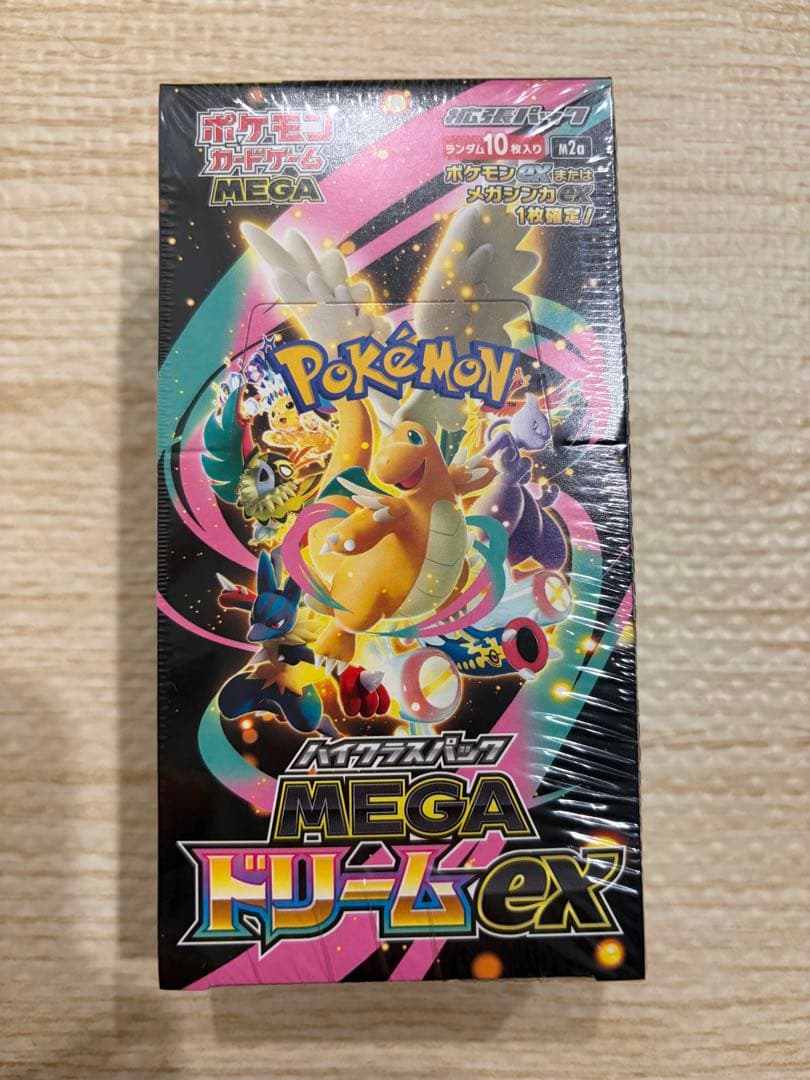 ポケモン
カードゲーム
MEGA
拡張パック
ランダム10枚入り M2a
ポケモンexまたは
メガシンカex
1枚確定!
POKéMON
TM
ハイクラスパック
MEGA
ドリームex